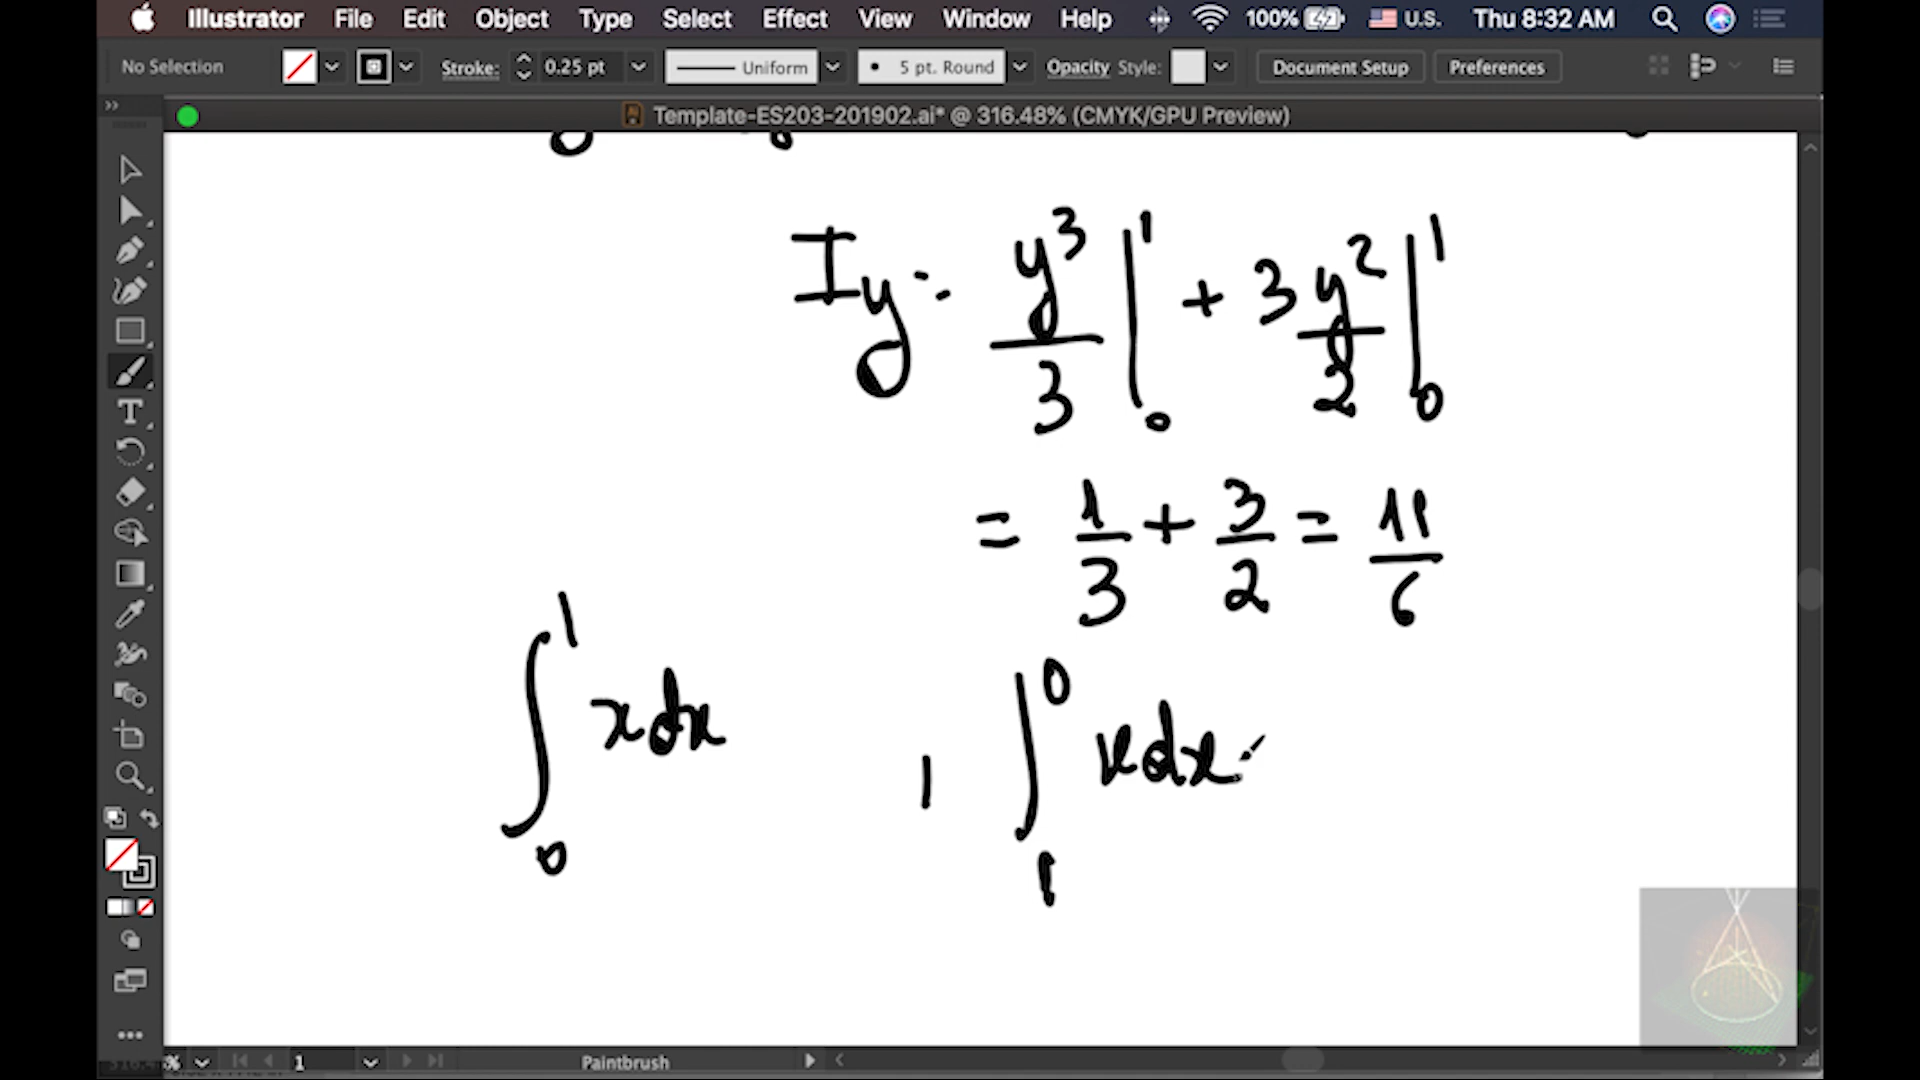 Illustrator File Edit Object Type Select Effect View Window Help 100% U.S. Thu 8:32 AM
No Selection Stroke: 0.25 pt Uniform 5 pt. Round Opacity Style: Document Setup Preferences
Template-ES203-201902.ai* @ 316.48% (CMYK/GPU Preview)
Iy = y³/3 |₀¹ + 3 y²/2 |₀¹
= 1/3 + 3/2 = 11/6
∫₀¹ x dx , ∫₁⁰ x dx
1 Paintbrush